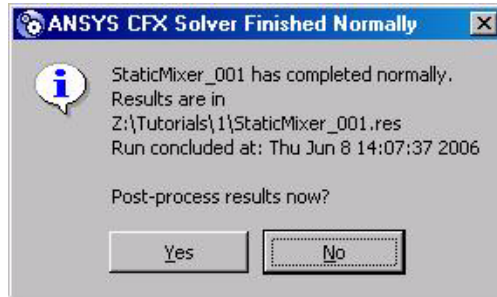 ANSYS CFX Solver Finished Normally
StaticMixer_001 has completed normally.
Results are in
Z:\Tutorials\1\StaticMixer_001.res
Run concluded at: Thu Jun 8 14:07:37 2006
Post-process results now?
Yes No